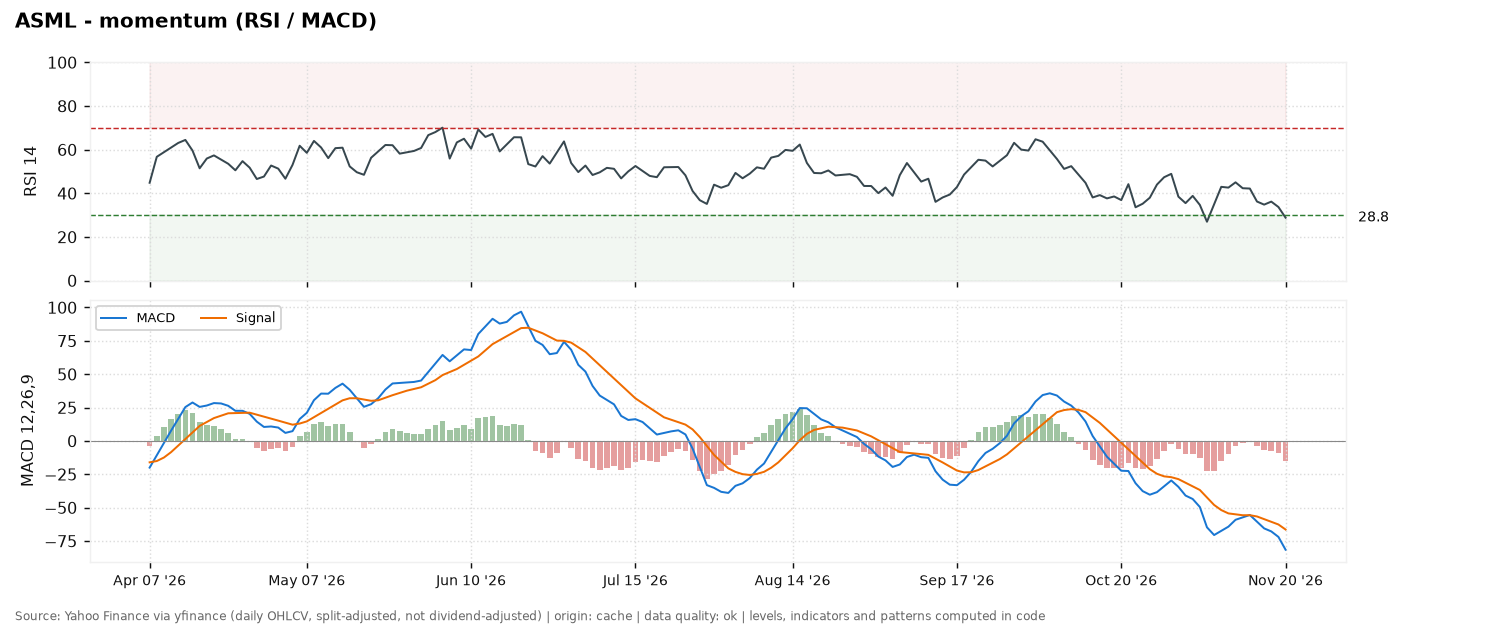 ASML - momentum (RSI / MACD)
100
80
60
40
20
0
RSI 14
28.8
100
75
50
25
0
−25
−50
−75
MACD 12,26,9
MACD
Signal
Apr 07 '26
May 07 '26
Jun 10 '26
Jul 15 '26
Aug 14 '26
Sep 17 '26
Oct 20 '26
Nov 20 '26
Source: Yahoo Finance via yfinance (daily OHLCV, split-adjusted, not dividend-adjusted) | origin: cache | data quality: ok | levels, indicators and patterns computed in code